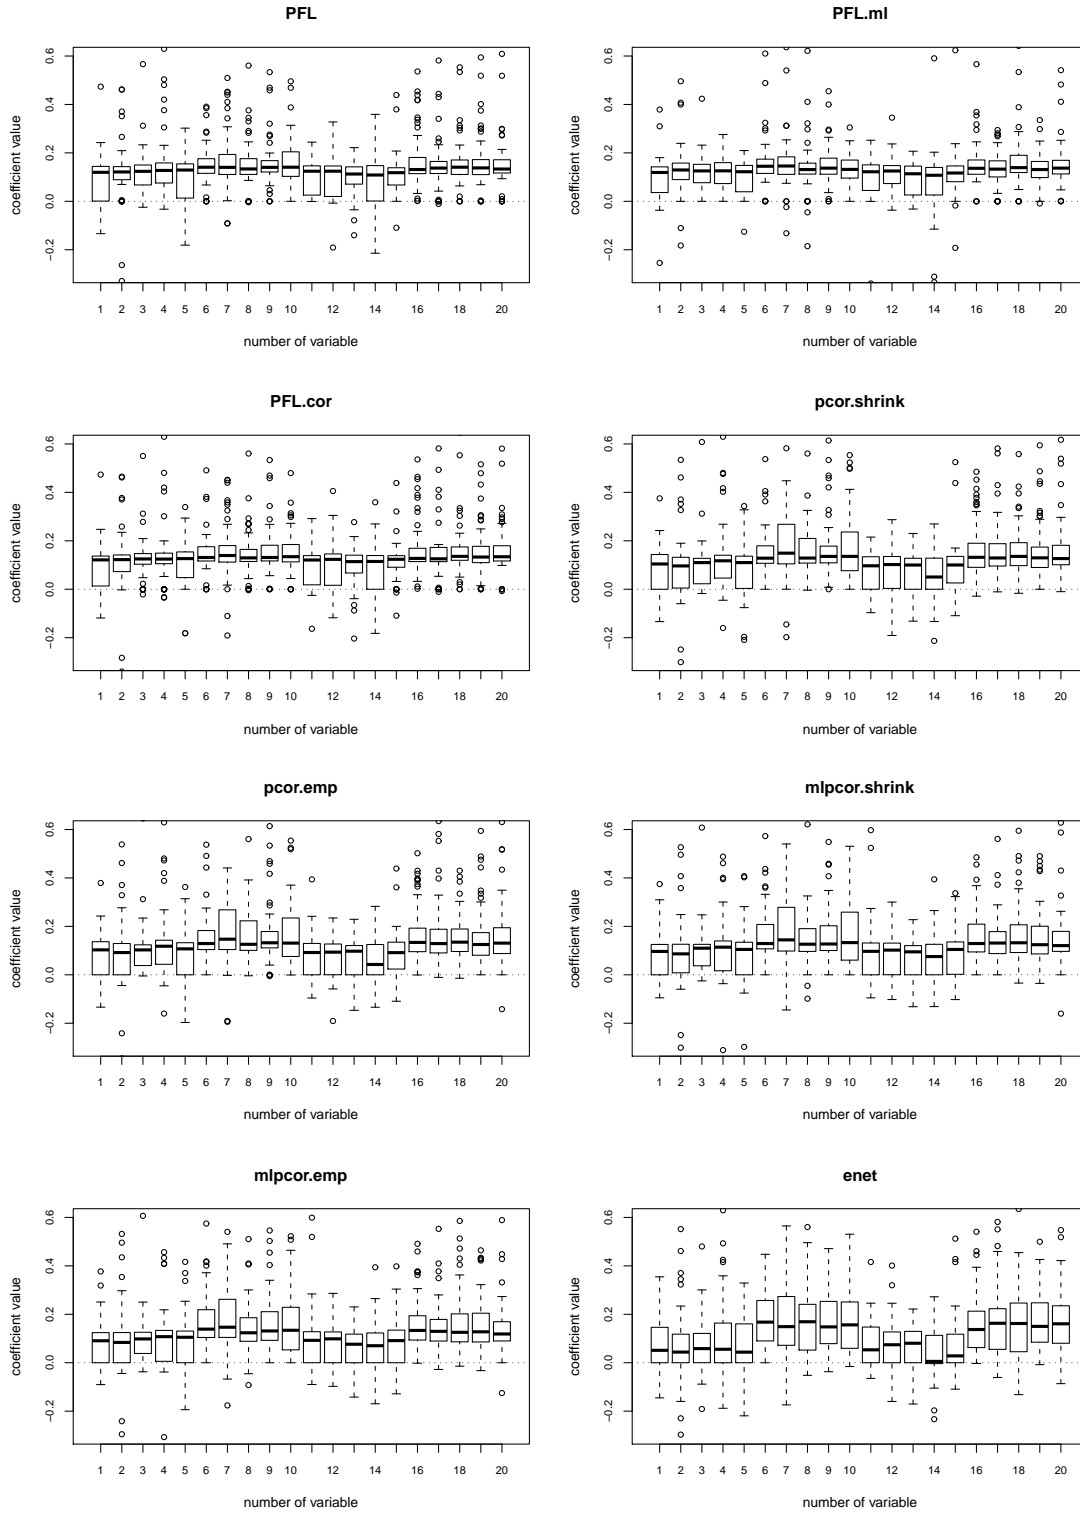 PFL
PFL.ml
coefficient value
−0.2 0.0 0.2 0.4 0.6
1 2 3 4 5 6 7 8 9 10 12 14 16 18 20
number of variable
coefficient value
−0.2 0.0 0.2 0.4 0.6
1 2 3 4 5 6 7 8 9 10 12 14 16 18 20
number of variable
PFL.cor
pcor.shrink
coefficient value
−0.2 0.0 0.2 0.4 0.6
1 2 3 4 5 6 7 8 9 10 12 14 16 18 20
number of variable
coefficient value
−0.2 0.0 0.2 0.4 0.6
1 2 3 4 5 6 7 8 9 10 12 14 16 18 20
number of variable
pcor.emp
mlpcor.shrink
coefficient value
−0.2 0.0 0.2 0.4 0.6
1 2 3 4 5 6 7 8 9 10 12 14 16 18 20
number of variable
coefficient value
−0.2 0.0 0.2 0.4 0.6
1 2 3 4 5 6 7 8 9 10 12 14 16 18 20
number of variable
mlpcor.emp
enet
coefficient value
−0.2 0.0 0.2 0.4 0.6
1 2 3 4 5 6 7 8 9 10 12 14 16 18 20
number of variable
coefficient value
−0.2 0.0 0.2 0.4 0.6
1 2 3 4 5 6 7 8 9 10 12 14 16 18 20
number of variable